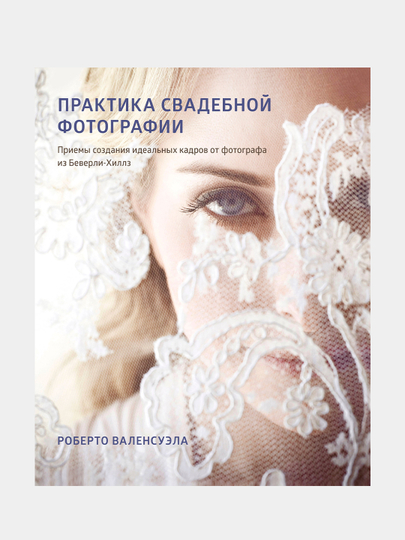 ПРАКТИКА СВАДЕБНОЙ
ФОТОГРАФИИ
Приемы создания идеальных кадров от фотографа
из Беверли-Хиллз
РОБЕРТО ВАЛЕНСУЭЛА